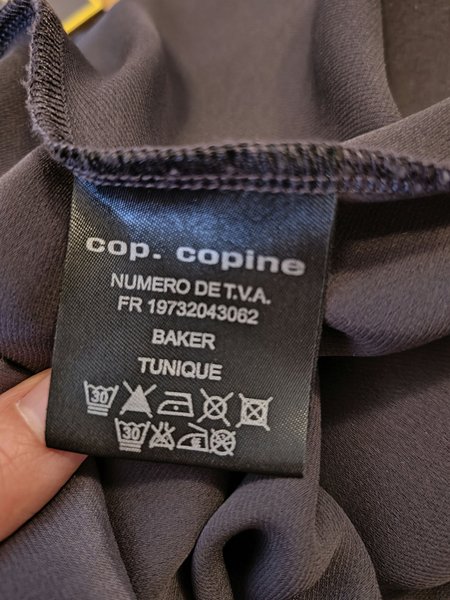 cop. copine
NUMERO DE T.V.A.
FR 19732043062
BAKER
TUNIQUE
30
30